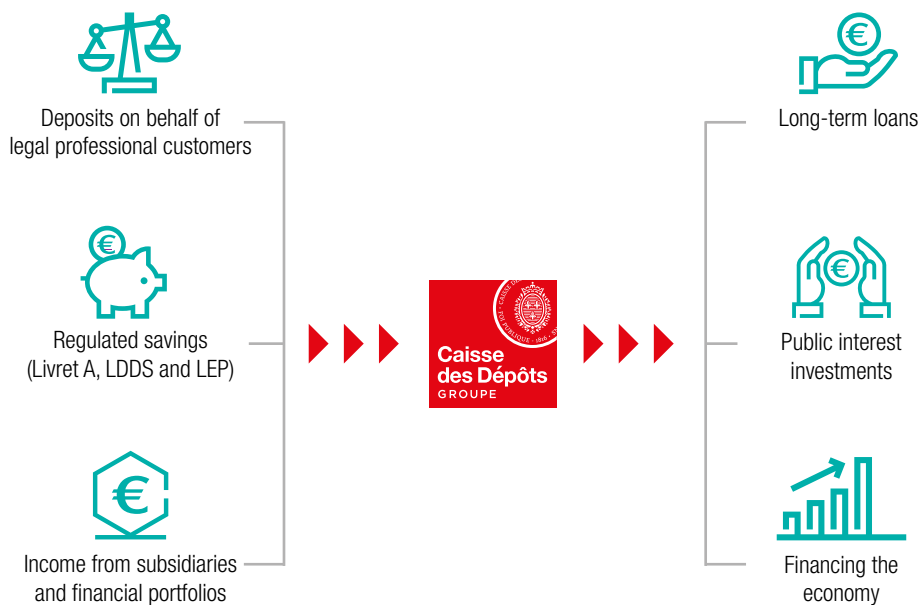 Deposits on behalf of
legal professional customers
Regulated savings
(Livret A, LDDS and LEP)
€
Income from subsidiaries
and financial portfolios
Caisse
des Dépôts
GROUPE
€
Long-term loans
€
Public interest
investments
Financing the
economy